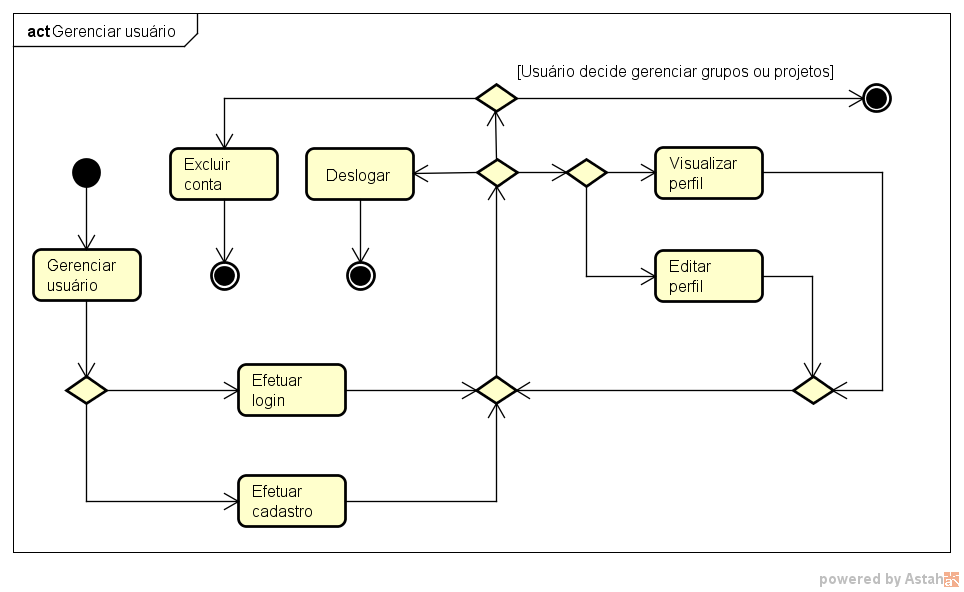 act Gerenciar usuário
[Usuário decide gerenciar grupos ou projetos]
Excluir
conta
Deslogar
Visualizar
perfil
Gerenciar
usuário
Editar
perfil
Efetuar
login
Efetuar
cadastro
powered by Astah